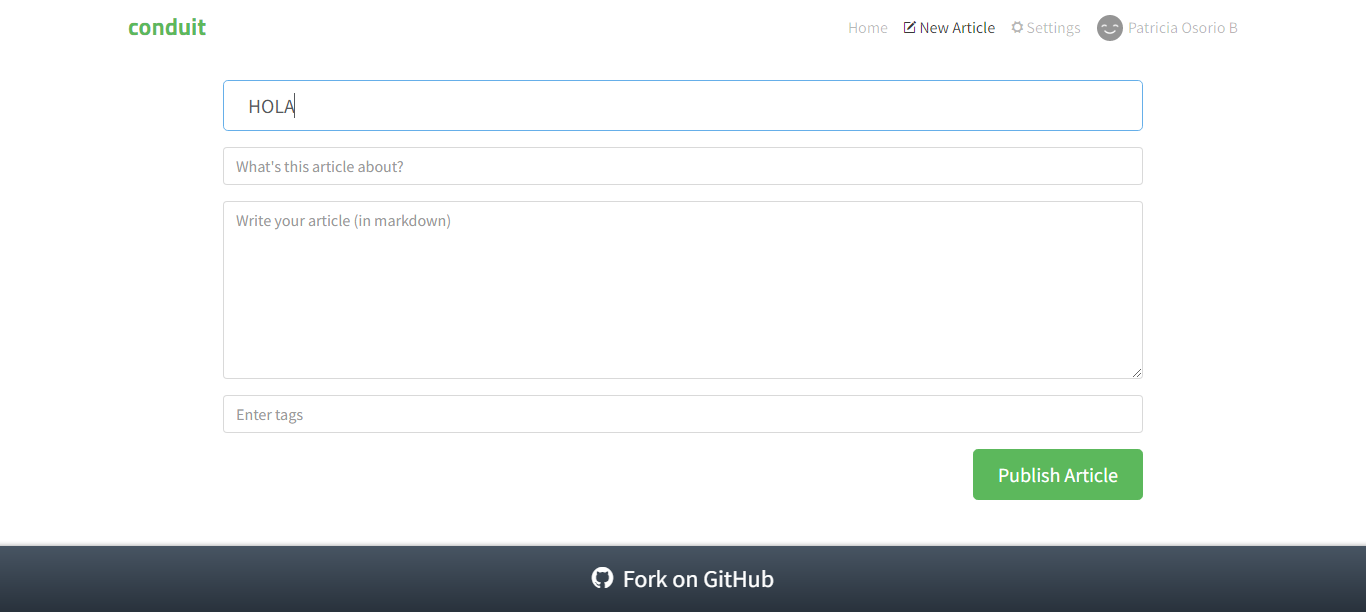 conduit
Home New Article Settings Patricia Osorio B
HOLA
What's this article about?
Write your article (in markdown)
Enter tags
Publish Article
Fork on GitHub